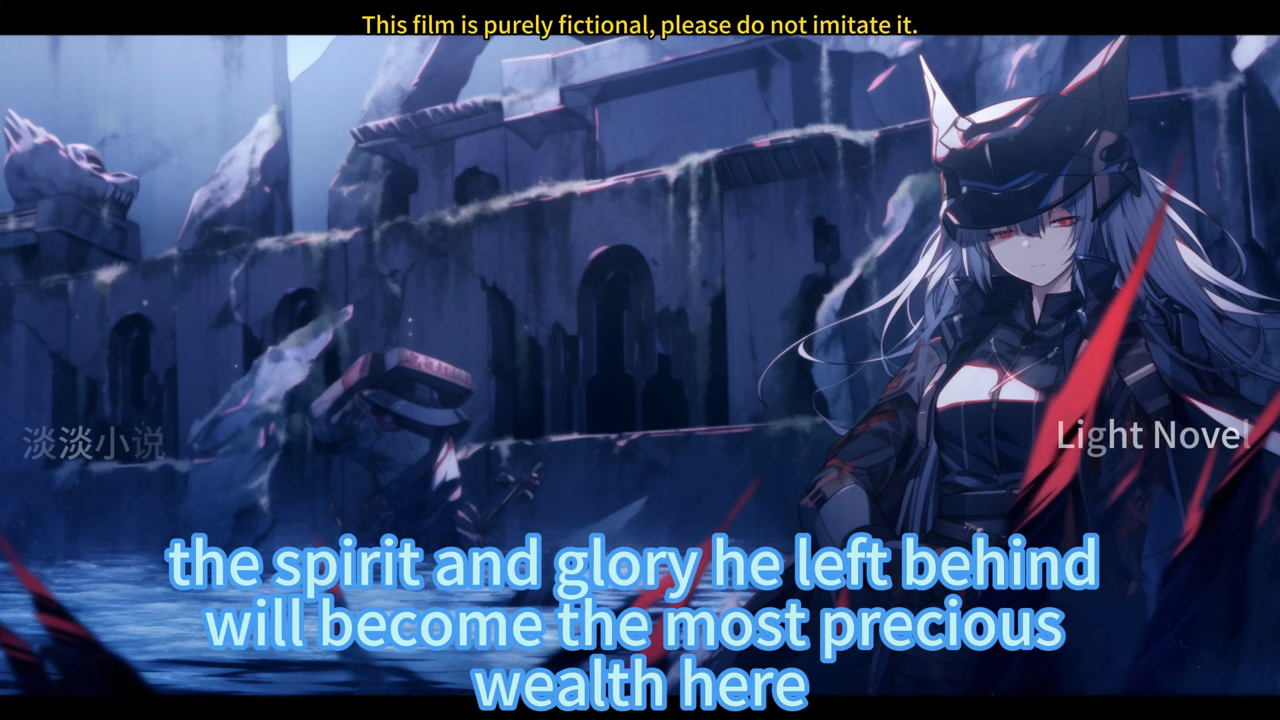 This film is purely fictional, please do not imitate it.
淡淡小说
Light Novel
the spirit and glory he left behind
will become the most precious
wealth here